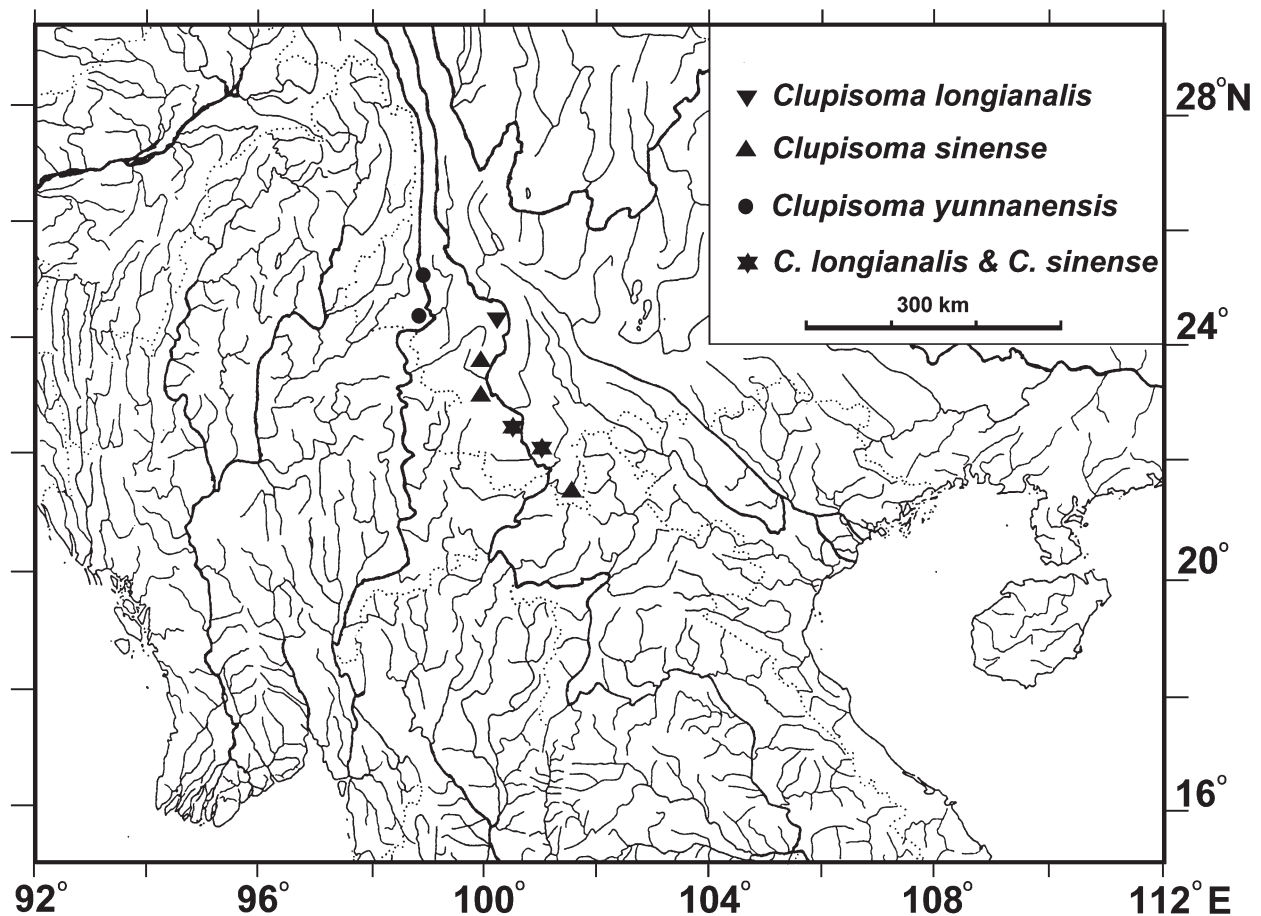 Clupisoma longianalis
Clupisoma sinense
Clupisoma yunnanensis
C. longianalis & C. sinense
300 km
28°N
24°
20°
16°
92° 96° 100° 104° 108° 112°E